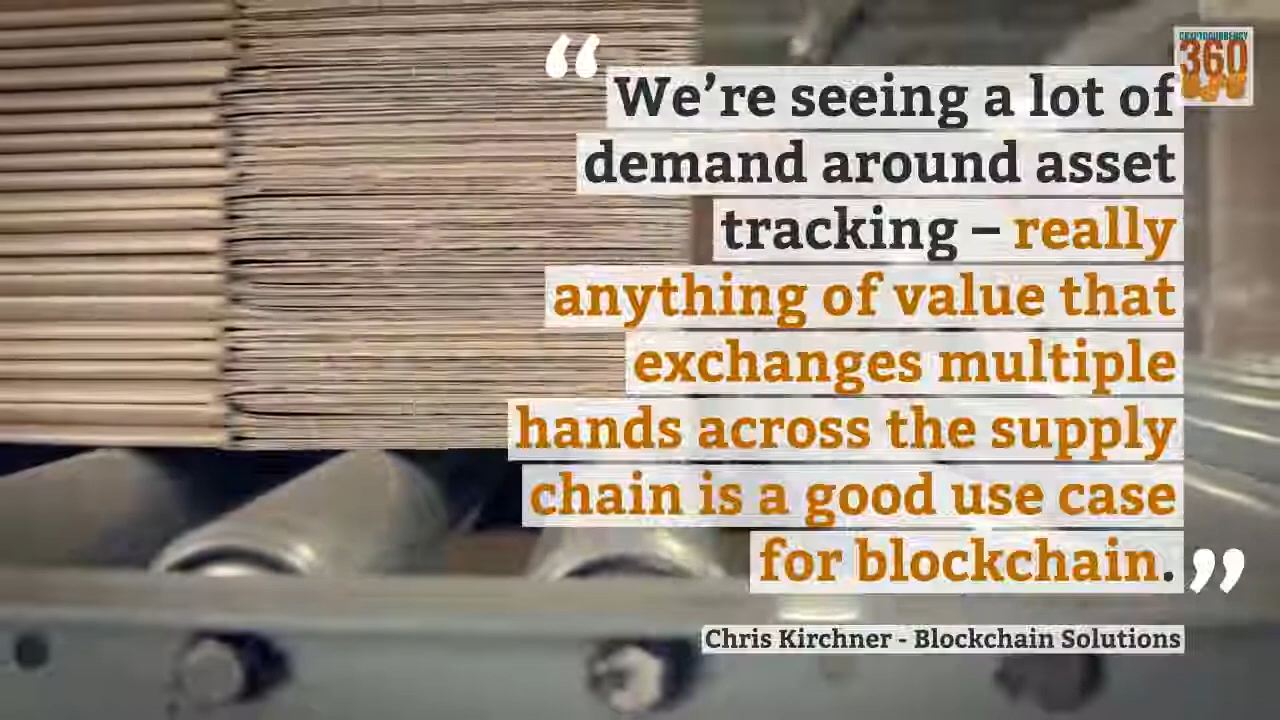 CRYPTOCURRENCY
360
“We’re seeing a lot of
demand around asset
tracking – really
anything of value that
exchanges multiple
hands across the supply
chain is a good use case
for blockchain.”
Chris Kirchner - Blockchain Solutions